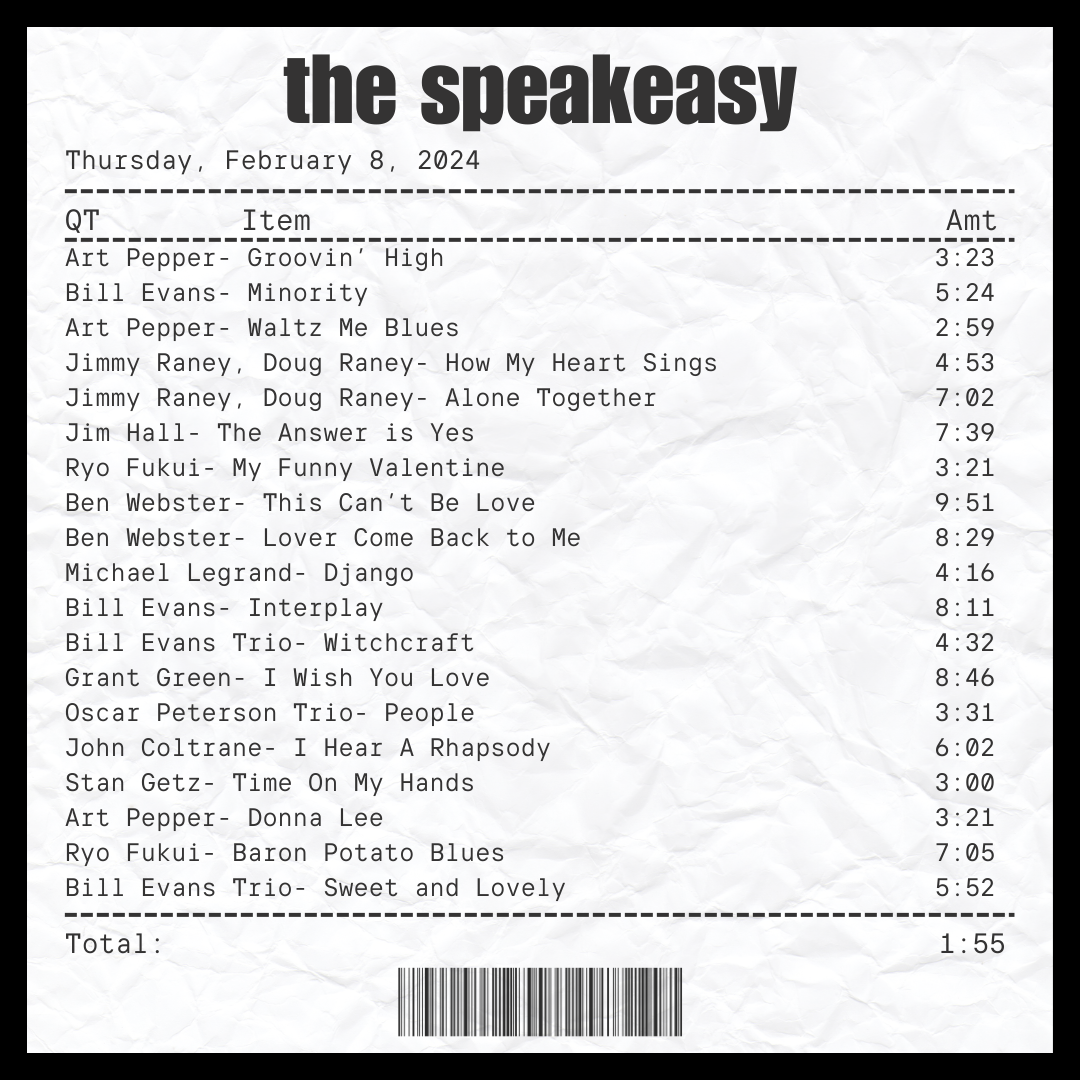 the speakeasy
Thursday, February 8, 2024
QT Item Amt
Art Pepper- Groovin’ High 3:23
Bill Evans- Minority 5:24
Art Pepper- Waltz Me Blues 2:59
Jimmy Raney, Doug Raney- How My Heart Sings 4:53
Jimmy Raney, Doug Raney- Alone Together 7:02
Jim Hall- The Answer is Yes 7:39
Ryo Fukui- My Funny Valentine 3:21
Ben Webster- This Can’t Be Love 9:51
Ben Webster- Lover Come Back to Me 8:29
Michael Legrand- Django 4:16
Bill Evans- Interplay 8:11
Bill Evans Trio- Witchcraft 4:32
Grant Green- I Wish You Love 8:46
Oscar Peterson Trio- People 3:31
John Coltrane- I Hear A Rhapsody 6:02
Stan Getz- Time On My Hands 3:00
Art Pepper- Donna Lee 3:21
Ryo Fukui- Baron Potato Blues 7:05
Bill Evans Trio- Sweet and Lovely 5:52
Total: 1:55